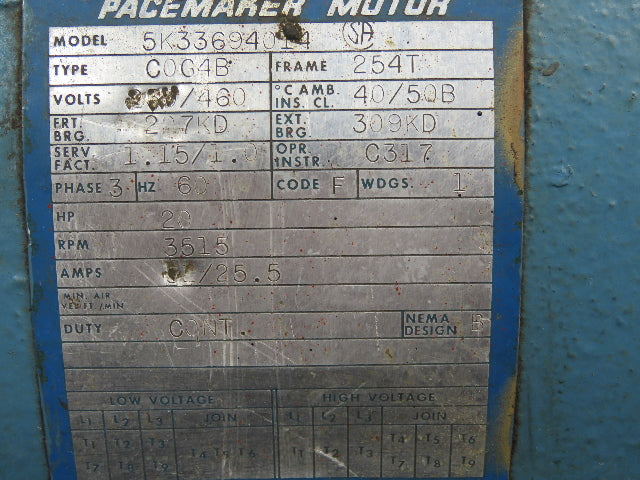 PACEMAKER MOTOR
MODEL 5K33694014 SA
TYPE COG4B FRAME 254T
VOLTS /460 °C AMB. INS. CL. 40/50B
FRT. BRG. 207KD EXT. BRG. 309KD
SERV. FACT. 1.15/1.0 OPR. INSTR. C317
PHASE 3 HZ 60 CODE F WDGS. 1
HP 20
RPM 3515
AMPS /25.5
MIN. AIR VEL. FT./MIN
DUTY CONT NEMA DESIGN B
LOW VOLTAGE HIGH VOLTAGE
L1 L2 L3 JOIN L1 L2 L3 JOIN
T1 T2 T3 T4 T5 T6 T1 T2 T3 T4 T5 T6
T7 T8 T9 T7 T8 T9